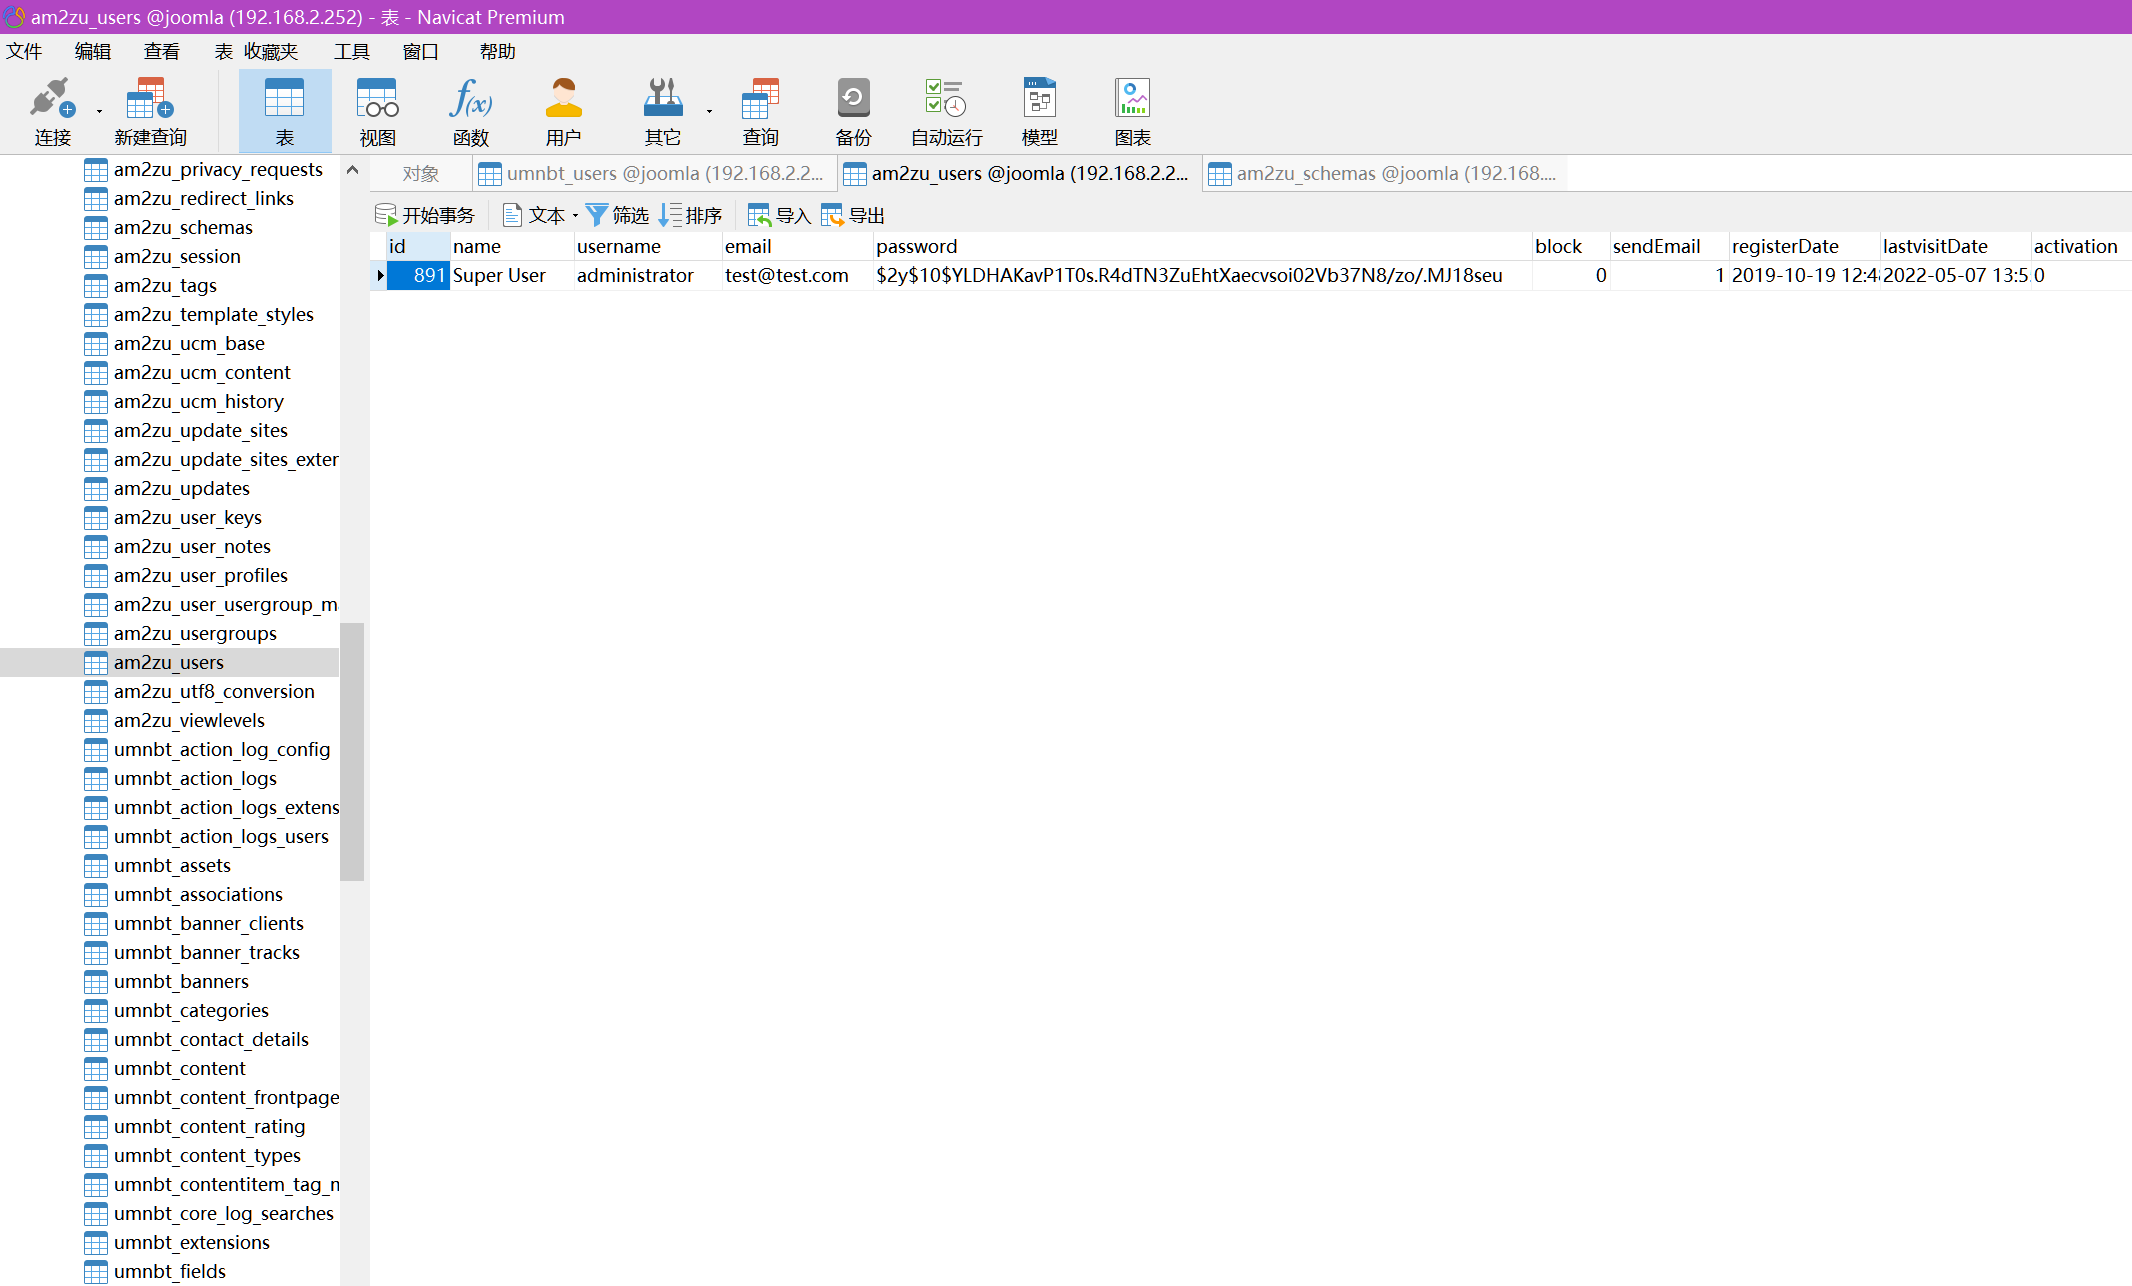 am2zu_users @joomla (192.168.2.252) - 表 - Navicat Premium
文件 编辑 查看 表 收藏夹 工具 窗口 帮助
连接 新建查询 表 视图 函数 用户 其它 查询 备份 自动运行 模型 图表
对象 umnbt_users @joomla (192.168.2.2... am2zu_users @joomla (192.168.2.2... am2zu_schemas @joomla (192.168....
开始事务 文本 筛选 排序 导入 导出
id name username email password block sendEmail registerDate lastvisitDate activation
891 Super User administrator test@test.com $2y$10$YLDHAKavP1T0s.R4dTN3ZuEhtXaecvsoi02Vb37N8/zo/.MJ18seu 0 1 2019-10-19 12:4 2022-05-07 13:5 0
am2zu_privacy_requests
am2zu_redirect_links
am2zu_schemas
am2zu_session
am2zu_tags
am2zu_template_styles
am2zu_ucm_base
am2zu_ucm_content
am2zu_ucm_history
am2zu_update_sites
am2zu_update_sites_exter
am2zu_updates
am2zu_user_keys
am2zu_user_notes
am2zu_user_profiles
am2zu_user_usergroup_m
am2zu_usergroups
am2zu_users
am2zu_utf8_conversion
am2zu_viewlevels
umnbt_action_log_config
umnbt_action_logs
umnbt_action_logs_extens
umnbt_action_logs_users
umnbt_assets
umnbt_associations
umnbt_banner_clients
umnbt_banner_tracks
umnbt_banners
umnbt_categories
umnbt_contact_details
umnbt_content
umnbt_content_frontpage
umnbt_content_rating
umnbt_content_types
umnbt_contentitem_tag_m
umnbt_core_log_searches
umnbt_extensions
umnbt_fields